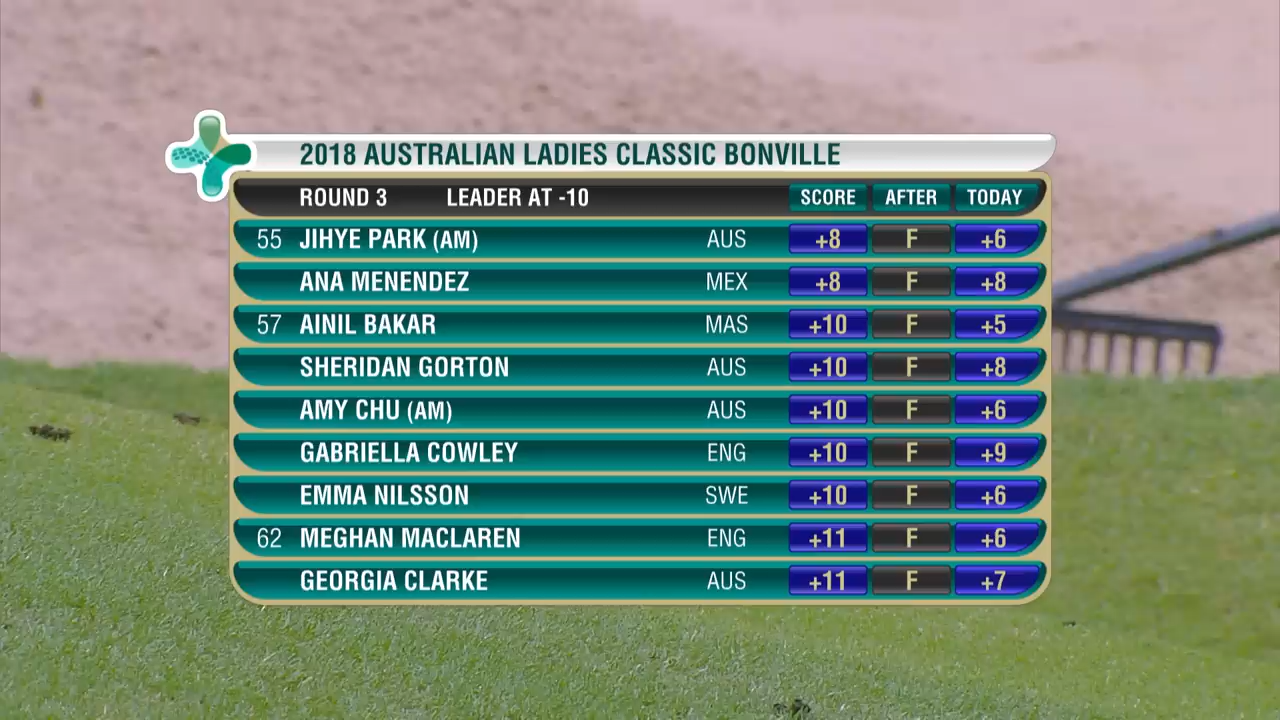 2018 AUSTRALIAN LADIES CLASSIC BONVILLE
ROUND 3 LEADER AT -10 SCORE AFTER TODAY
55 JIHYE PARK (AM) AUS +8 F +6
ANA MENENDEZ MEX +8 F +8
57 AINIL BAKAR MAS +10 F +5
SHERIDAN GORTON AUS +10 F +8
AMY CHU (AM) AUS +10 F +6
GABRIELLA COWLEY ENG +10 F +9
EMMA NILSSON SWE +10 F +6
62 MEGHAN MACLAREN ENG +11 F +6
GEORGIA CLARKE AUS +11 F +7